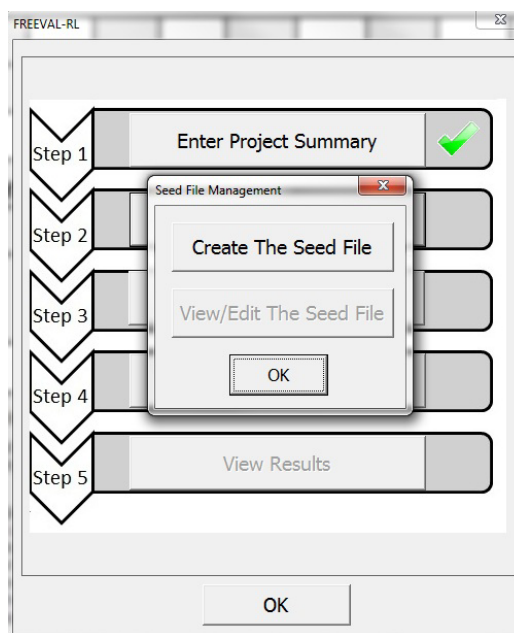 FREEVAL-RL
Step 1
Enter Project Summary
Step 2
Seed File Management
Create The Seed File
View/Edit The Seed File
OK
Step 3
Step 4
Step 5
View Results
OK